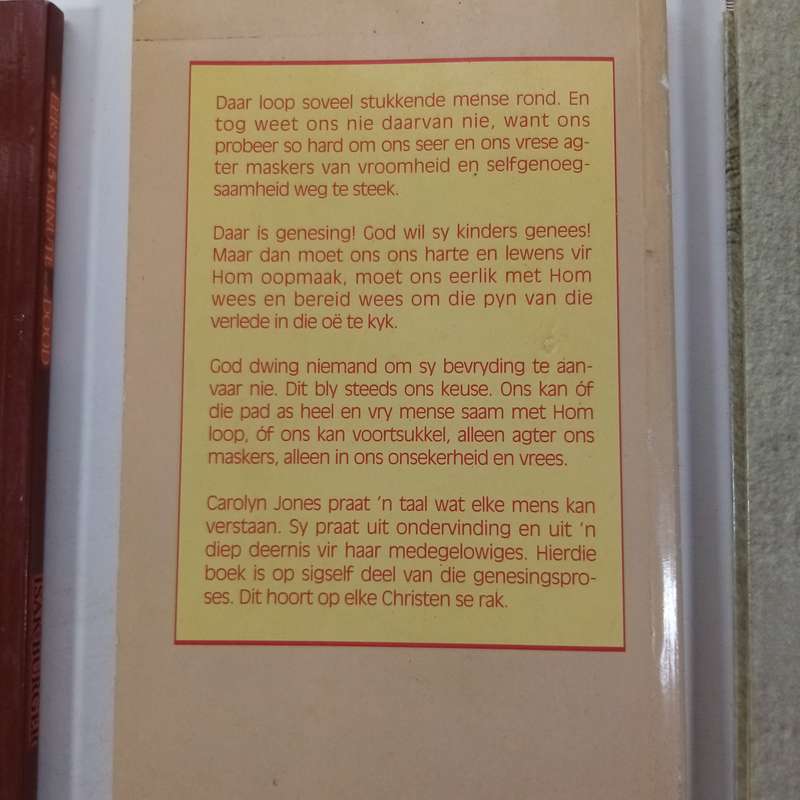 Daar loop soveel stukkende mense rond. En
tog weet ons nie daarvan nie, want ons
probeer so hard om ons seer en ons vrese ag-
ter maskers van vroomheid en selfgenoeg-
saamheid weg te steek.
Daar is genesing! God wil sy kinders genees!
Maar dan moet ons ons harte en lewens vir
Hom oopmaak, moet ons eerlik met Hom
wees en bereid wees om die pyn van die
verlede in die oë te kyk.
God dwing niemand om sy bevryding te aan-
vaar nie. Dit bly steeds ons keuse. Ons kan óf
die pad as heel en vry mense saam met Hom
loop, óf ons kan voortsukkel, alleen agter ons
maskers, alleen in ons onsekerheid en vrees.
Carolyn Jones praat 'n taal wat elke mens kan
verstaan. Sy praat uit ondervinding en uit 'n
diep deernis vir haar medegelowiges. Hierdie
boek is op sigself deel van die genesingspro-
ses. Dit hoort op elke Christen se rak.
EERSTE 5 MINUTE DOOD
ISAK BURGER